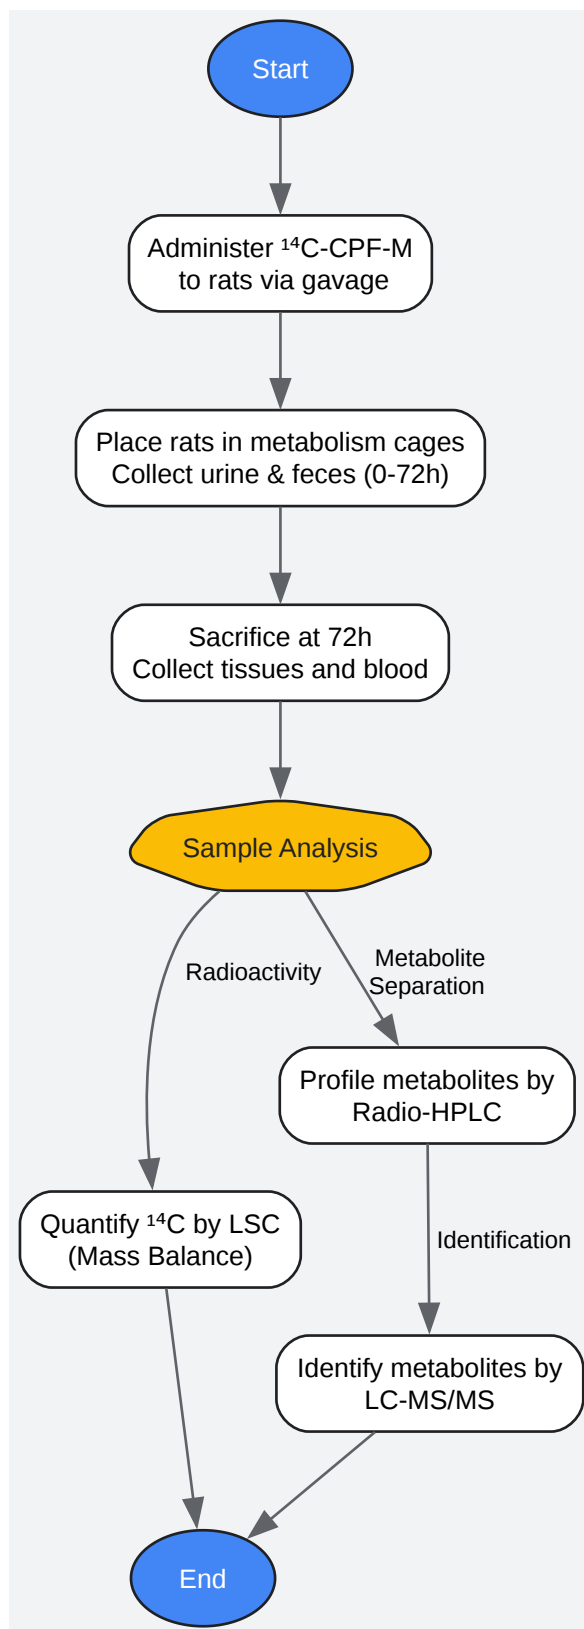 Start
Administer ¹⁴C-CPF-M
to rats via gavage
Place rats in metabolism cages
Collect urine & feces (0-72h)
Sacrifice at 72h
Collect tissues and blood
Sample Analysis
Radioactivity
Metabolite
Separation
Profile metabolites by
Radio-HPLC
Quantify ¹⁴C by LSC
(Mass Balance)
Identification
Identify metabolites by
LC-MS/MS
End